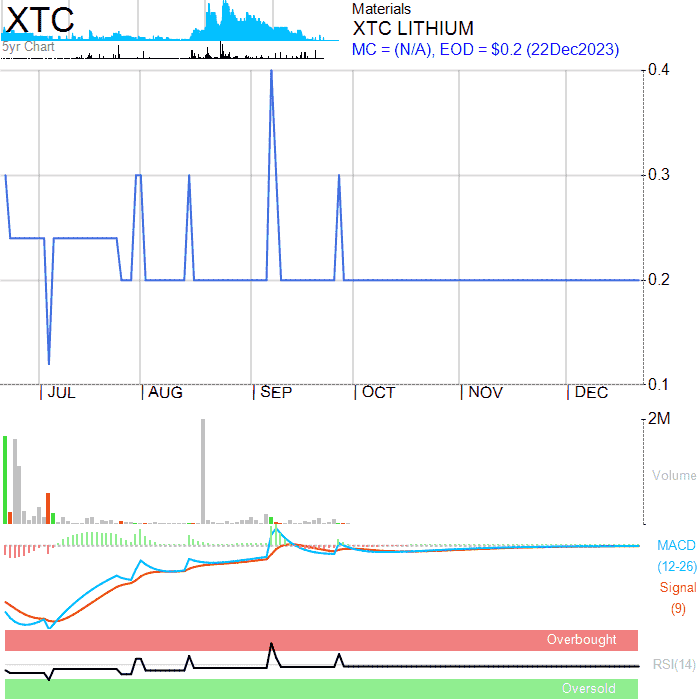 XTC
5yr Chart
Materials
XTC LITHIUM
MC = (N/A), EOD = $0.2 (22Dec2023)
0.4
0.3
0.2
0.1
JUL
AUG
SEP
OCT
NOV
DEC
2M
Volume
MACD
(12-26)
Signal
(9)
Overbought
RSI(14)
Oversold